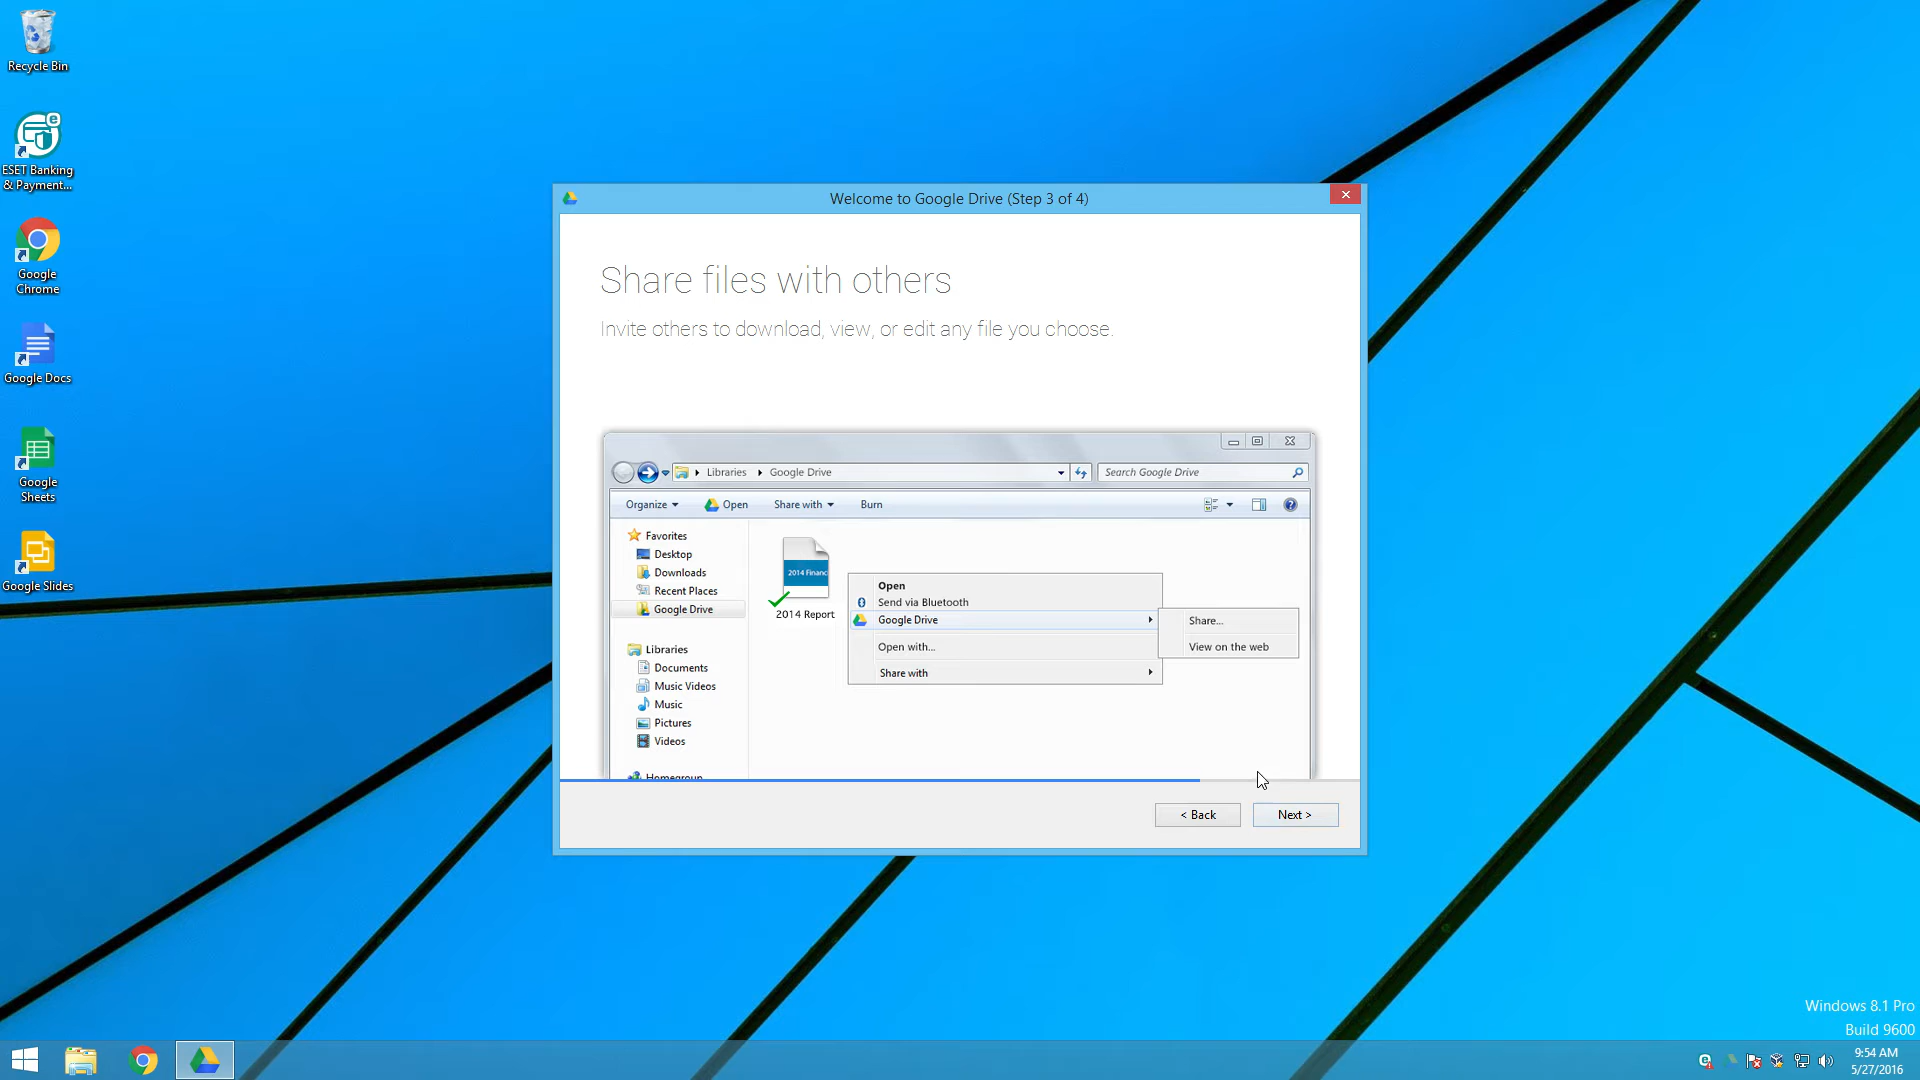 Recycle Bin
ESET Banking
& Payment...
Google
Chrome
Google Docs
Google
Sheets
Google Slides
Welcome to Google Drive (Step 3 of 4)
Share files with others
Invite others to download, view, or edit any file you choose.
Libraries
Google Drive
Search Google Drive
Organize
Open
Share with
Burn
Favorites
Desktop
Downloads
Recent Places
Google Drive
Libraries
Documents
Music Videos
Music
Pictures
Videos
Homegroup
2014 Financ
2014 Report
Open
Send via Bluetooth
Google Drive
Open with...
Share with
Share...
View on the web
< Back
Next >
Windows 8.1 Pro
Build 9600
9:54 AM
5/27/2016